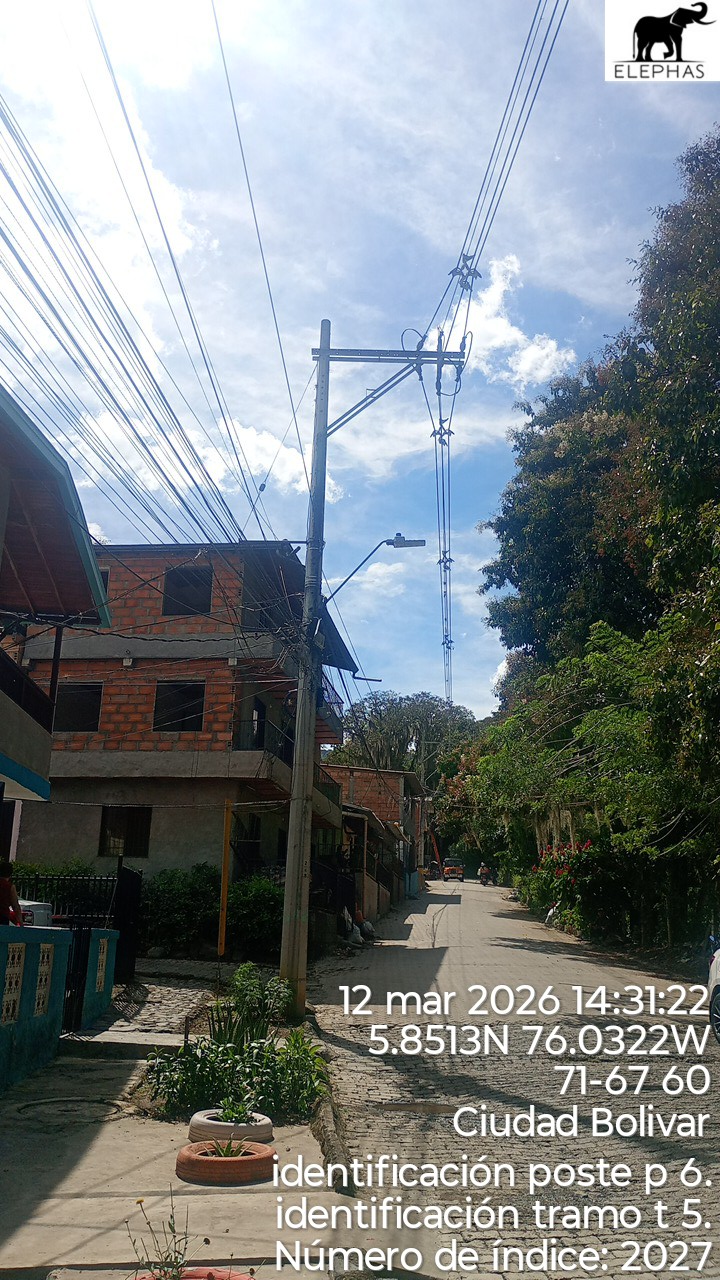 ELEPHAS
12 mar 2026 14:31:22
5.8513N 76.0322W
71-67 60
Ciudad Bolivar
identificación poste p 6.
identificación tramo t 5.
Número de índice: 2027